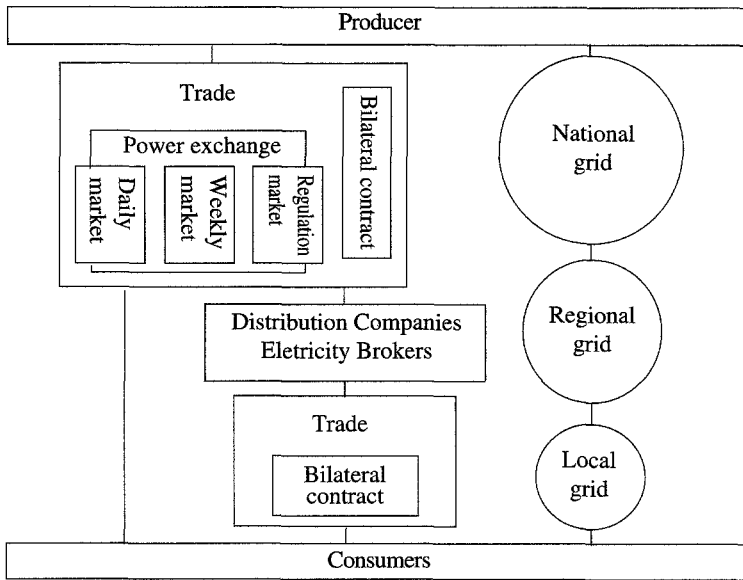 Producer
Trade
Power exchange
Daily
market
Weekly
market
Regulation
market
Bilateral contract
National
grid
Distribution Companies
Eletricity Brokers
Regional
grid
Trade
Bilateral
contract
Local
grid
Consumers